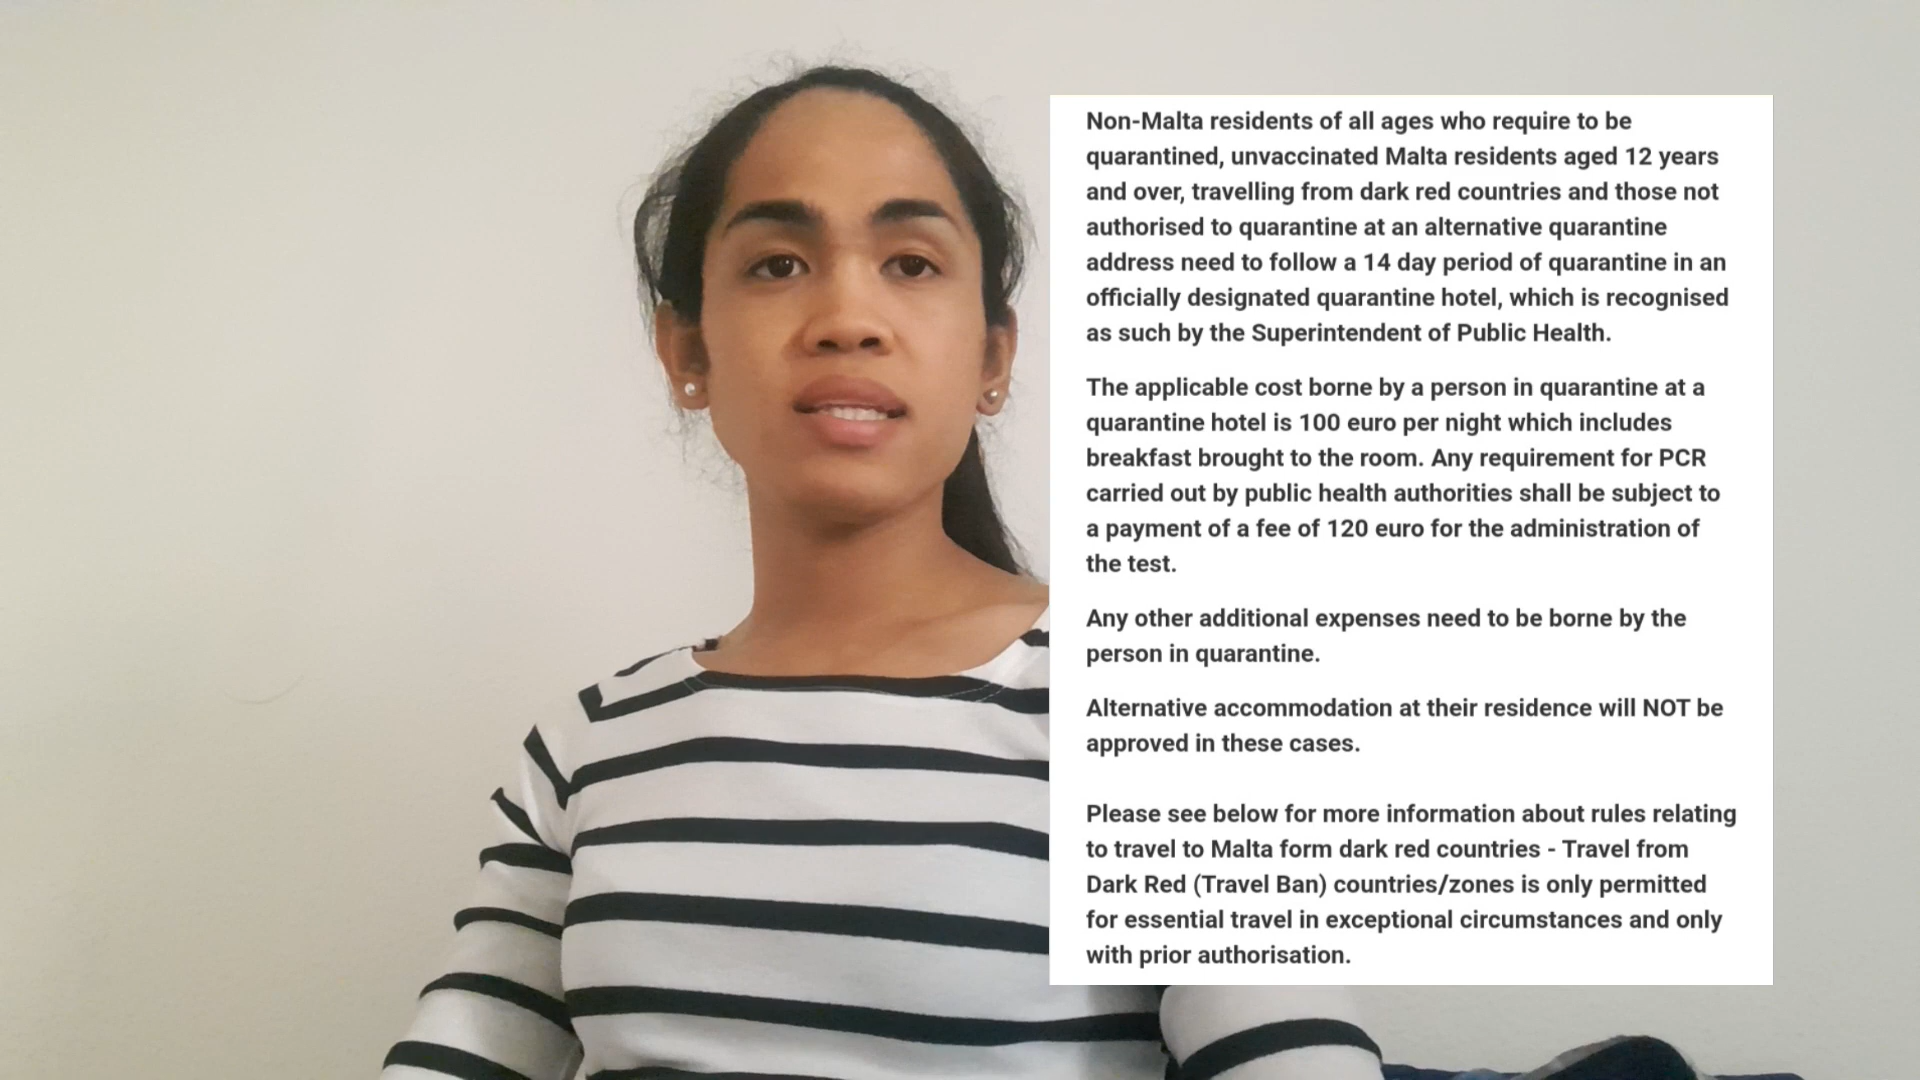 Non-Malta residents of all ages who require to be
quarantined, unvaccinated Malta residents aged 12 years
and over, travelling from dark red countries and those not
authorised to quarantine at an alternative quarantine
address need to follow a 14 day period of quarantine in an
officially designated quarantine hotel, which is recognised
as such by the Superintendent of Public Health.
The applicable cost borne by a person in quarantine at a
quarantine hotel is 100 euro per night which includes
breakfast brought to the room. Any requirement for PCR
carried out by public health authorities shall be subject to
a payment of a fee of 120 euro for the administration of
the test.
Any other additional expenses need to be borne by the
person in quarantine.
Alternative accommodation at their residence will NOT be
approved in these cases.
Please see below for more information about rules relating
to travel to Malta form dark red countries - Travel from
Dark Red (Travel Ban) countries/zones is only permitted
for essential travel in exceptional circumstances and only
with prior authorisation.